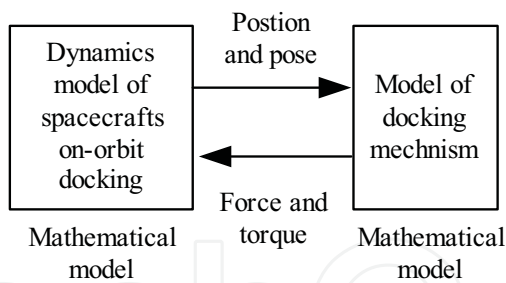 Postion
and pose
Dynamics
model of
spacecrafts
on-orbit
docking
Model of
docking
mechnism
Force and
torque
Mathematical
model
Mathematical
model